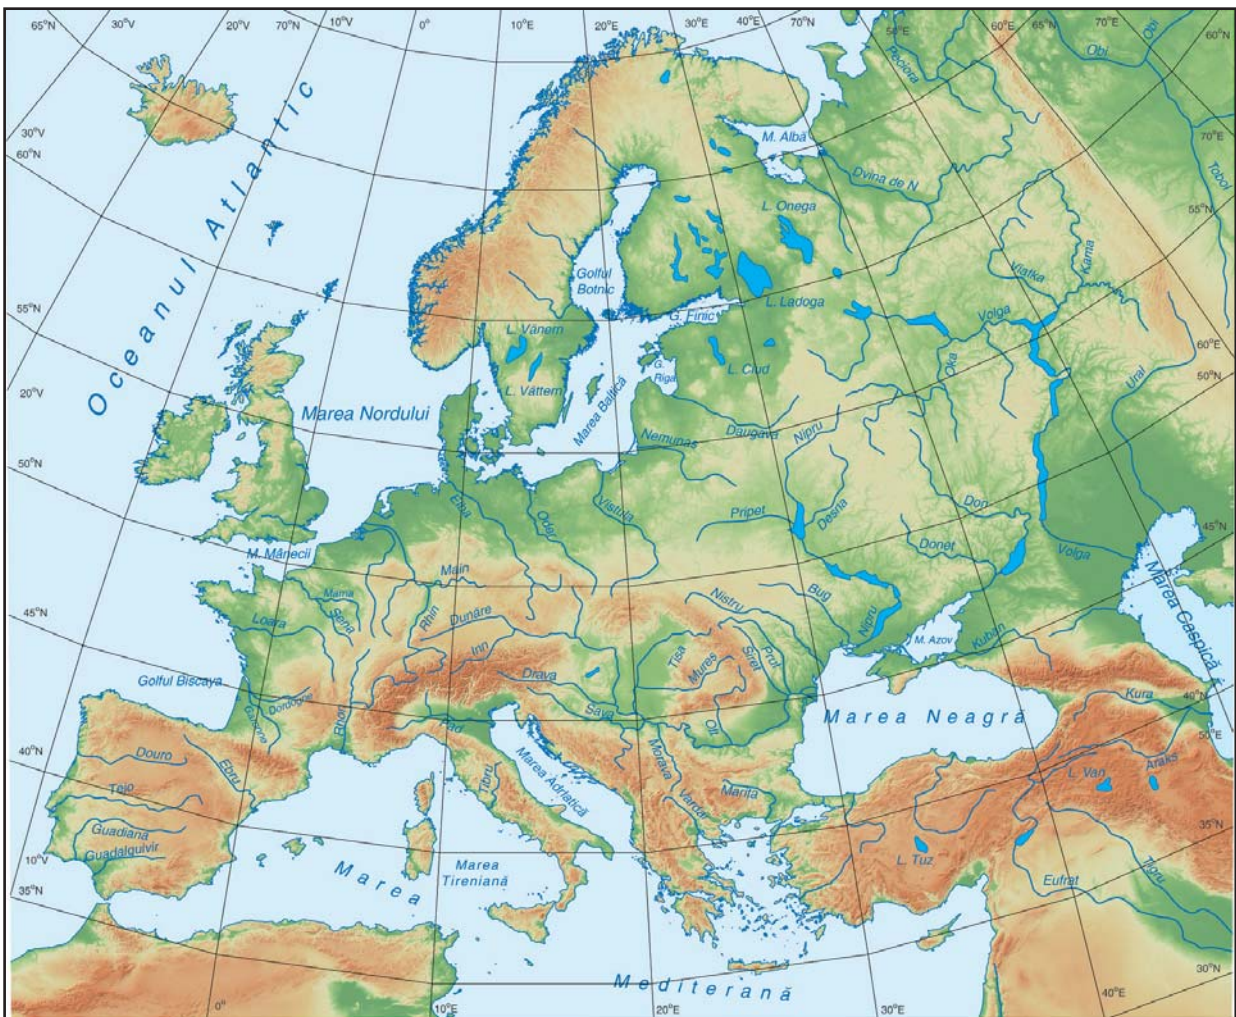 65°N
30°V
20°V
70°N
10°V
75°N
0°
10°E
20°E
75°N
30°E
40°E
70°N
50°E
60°E
65°N
70°E
60°N
Obi
Obi
Peciora
30°V
60°N
70°E
Oceanul Atlantic
M. Albă
Dvina de N
Tobol
55°N
L. Onega
Golful
Botnic
Viatka
Kama
L. Ladoga
G. Finic
Volga
55°N
L. Vänern
L. Ciud
Oka
60°E
50°N
G.
Riga
Ural
20°V
L. Vättern
Marea Nordului
Marea Baltică
Nemunas
Daugava
Nipru
50°N
Elba
Oder
Vistula
Pripet
Desna
Don
Donet
45°N
M. Mânecii
Volga
Main
Marna
Sena
Rhin
Dunăre
Nistru
Bug
Nipru
Marea Caspică
45°N
Loara
Inn
Tisa
Mureș
Siret
Prut
M. Azov
Kuban
Golful Biscaya
Drava
Dordogne
Garonne
Rhon
Pad
Sava
Olt
Marea Neagră
Kura
40°N
50°E
40°N
Douro
Ebru
Tibru
Marea Adriatică
Morava
Vardar
Marița
Araks
L. Van
Tejo
Guadiana
Guadalquivir
L. Tuz
35°N
10°V
35°N
Marea
Marea
Tireniană
Eufrat
Tigru
Mediterană
0°
10°E
20°E
30°E
40°E
30°N